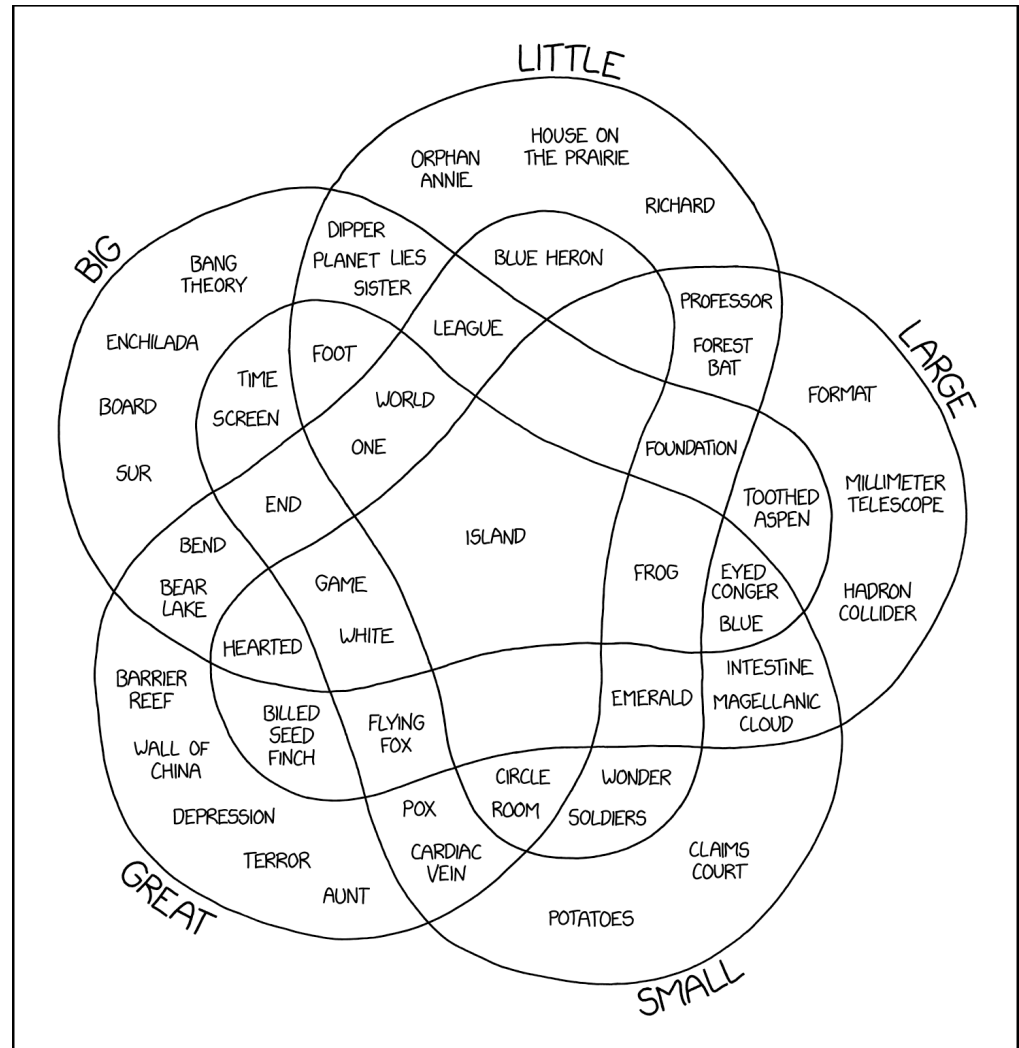 LITTLE
HOUSE ON
THE PRAIRIE
ORPHAN
ANNIE
RICHARD
BIG
DIPPER
PLANET LIES
SISTER
BLUE HERON
BANG
THEORY
PROFESSOR
FOREST
BAT
LARGE
ENCHILADA
FOOT
LEAGUE
TIME
SCREEN
WORLD
ONE
BOARD
FORMAT
SUR
FOUNDATION
MILLIMETER
TELESCOPE
TOOTHED
ASPEN
END
ISLAND
BEND
BEAR
LAKE
GAME
WHITE
FROG
EYED
CONGER
BLUE
HADRON
COLLIDER
HEARTED
BARRIER
REEF
INTESTINE
MAGELLANIC
CLOUD
EMERALD
BILLED
SEED
FINCH
FLYING
FOX
WALL OF
CHINA
CIRCLE
ROOM
WONDER
SOLDIERS
DEPRESSION
POX
CARDIAC
VEIN
TERROR
AUNT
CLAIMS
COURT
POTATOES
GREAT
SMALL